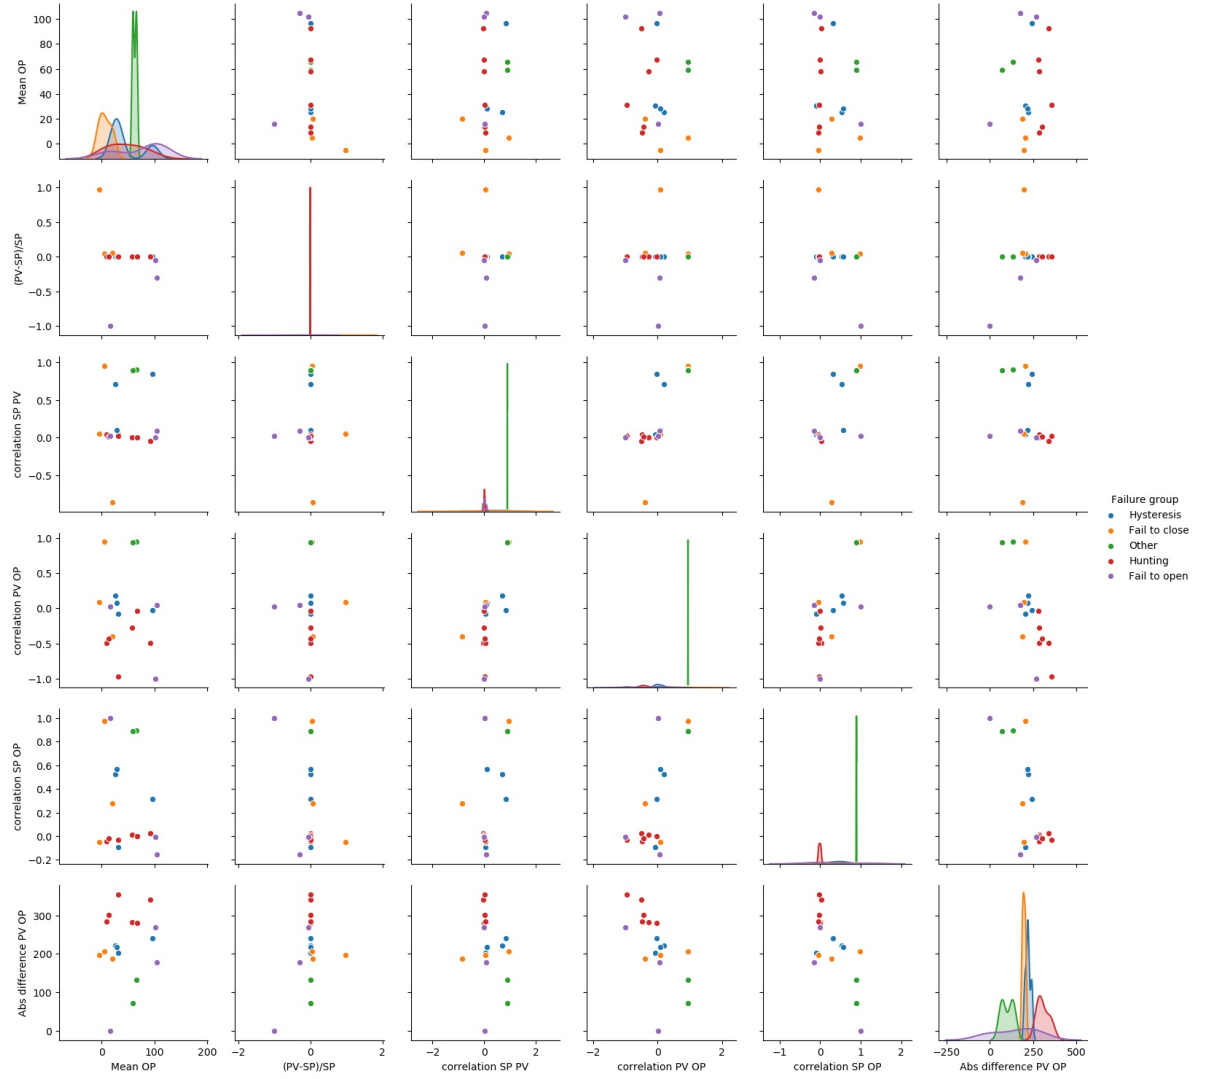 100
80
60
40
20
0
Mean OP
1.0
0.5
0.0
−0.5
−1.0
(PV-SP)/SP
1.0
0.5
0.0
−0.5
correlation SP PV
1.0
0.5
0.0
−0.5
−1.0
correlation PV OP
1.0
0.8
0.6
0.4
0.2
0.0
−0.2
correlation SP OP
300
200
100
0
Abs difference PV OP
0 100 200
Mean OP
−2 0 2
(PV-SP)/SP
−2 0 2
correlation SP PV
−2 0 2
correlation PV OP
−1 0 1 2
correlation SP OP
−250 0 250 500
Abs difference PV OP
Failure group
Hysteresis
Fail to close
Other
Hunting
Fail to open